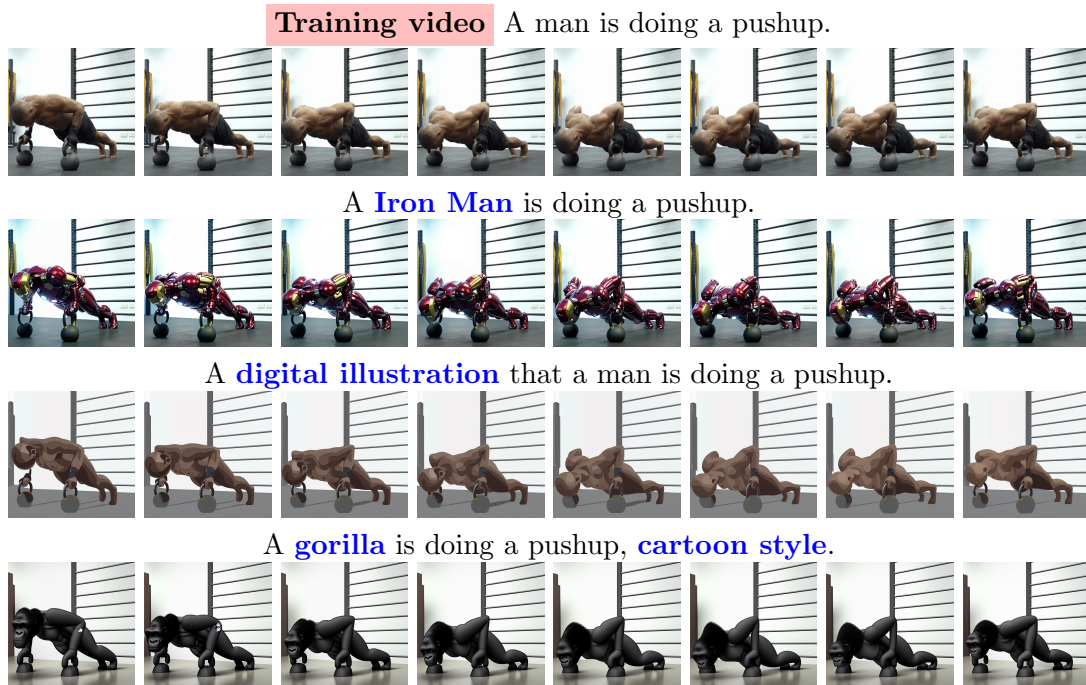 Training video A man is doing a pushup.
A Iron Man is doing a pushup.
A digital illustration that a man is doing a pushup.
A gorilla is doing a pushup, cartoon style.